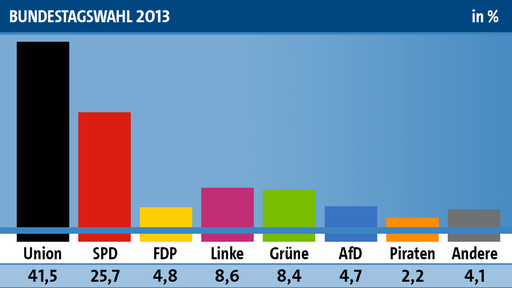 BUNDESTAGSWAHL 2013 in %
Union SPD FDP Linke Grüne AfD Piraten Andere
41,5 25,7 4,8 8,6 8,4 4,7 2,2 4,1